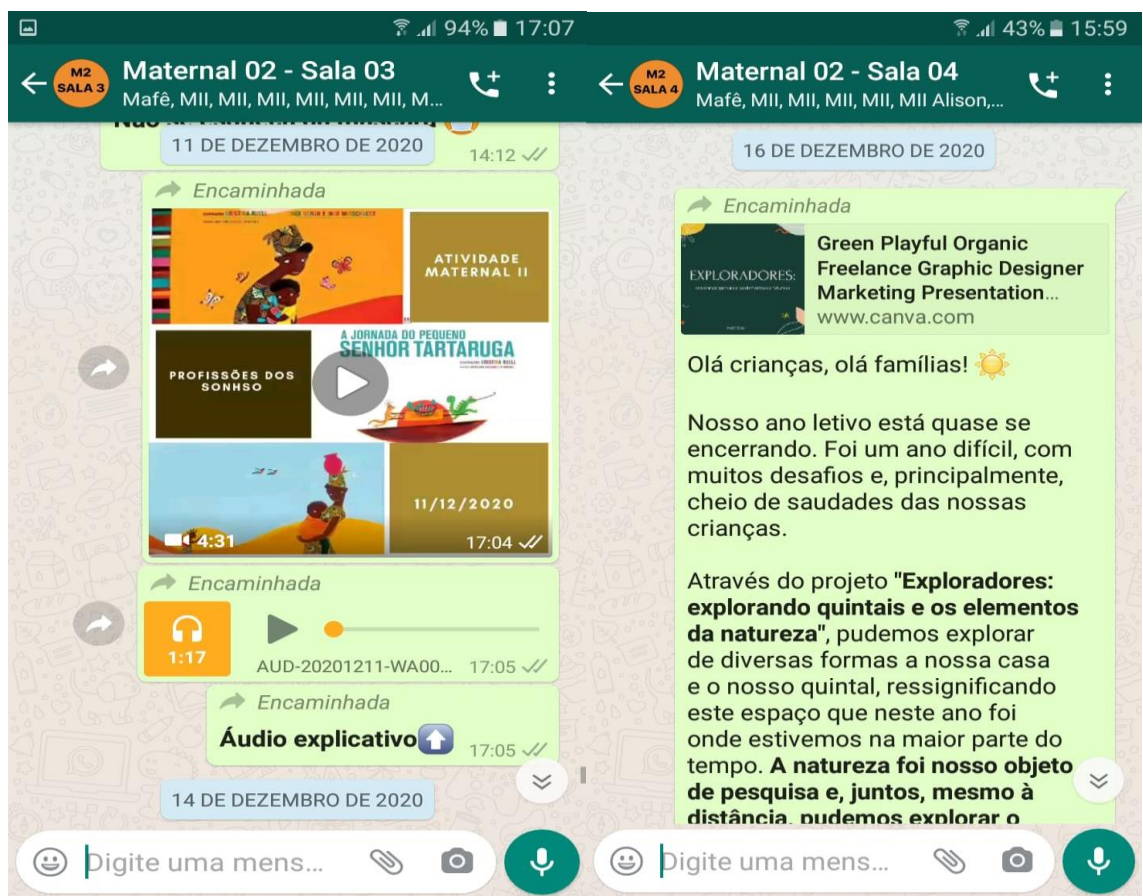 94% 17:07
M2
SALA 3
Maternal 02 - Sala 03
Mafê, MII, MII, MII, MII, MII, MII, M...
11 DE DEZEMBRO DE 2020
14:12
Encaminhada
ATIVIDADE
MATERNAL II
A JORNADA DO PEQUENO
SENHOR TARTARUGA
PROFISSÕES DOS
SONHSO
11/12/2020
4:31
17:04
Encaminhada
1:17
AUD-20201211-WA00... 17:05
Encaminhada
Áudio explicativo
17:05
14 DE DEZEMBRO DE 2020
Digite uma mens...
43% 15:59
M2
SALA 4
Maternal 02 - Sala 04
Mafê, MII, MII, MII, MII, MII Alison,...
16 DE DEZEMBRO DE 2020
Encaminhada
EXPLORADORES:
Green Playful Organic
Freelance Graphic Designer
Marketing Presentation...
www.canva.com
Olá crianças, olá famílias!
Nosso ano letivo está quase se
encerrando. Foi um ano difícil, com
muitos desafios e, principalmente,
cheio de saudades das nossas
crianças.
Através do projeto "Exploradores:
explorando quintais e os elementos
da natureza", pudemos explorar
de diversas formas a nossa casa
e o nosso quintal, ressignificando
este espaço que neste ano foi
onde estivemos na maior parte do
tempo. A natureza foi nosso objeto
de pesquisa e, juntos, mesmo à
distância, pudemos explorar o
Digite uma mens...